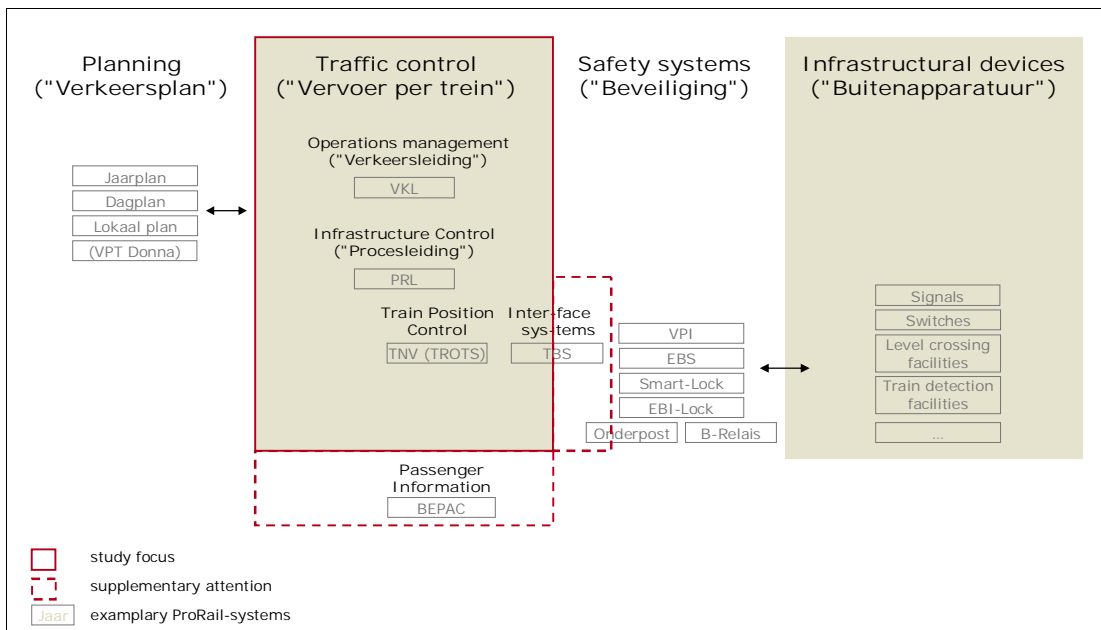 Planning
("Verkeersplan")
Traffic control
("Vervoer per trein")
Safety systems
("Beveiliging")
Infrastructural devices
("Buitenapparatuur")
Operations management
("Verkeersleiding")
VKL
Jaarplan
Dagplan
Lokaal plan
(VPT Donna)
Infrastructure Control
("Procesleiding")
PRL
Train Position
Control
TNV (TROTS)
Inter-face
sys-tems
TBS
VPI
EBS
Smart-Lock
EBI-Lock
Onderpost
B-Relais
Signals
Switches
Level crossing
facilities
Train detection
facilities
...
Passenger
Information
BEPAC
study focus
supplementary attention
Jaar
examplary ProRail-systems